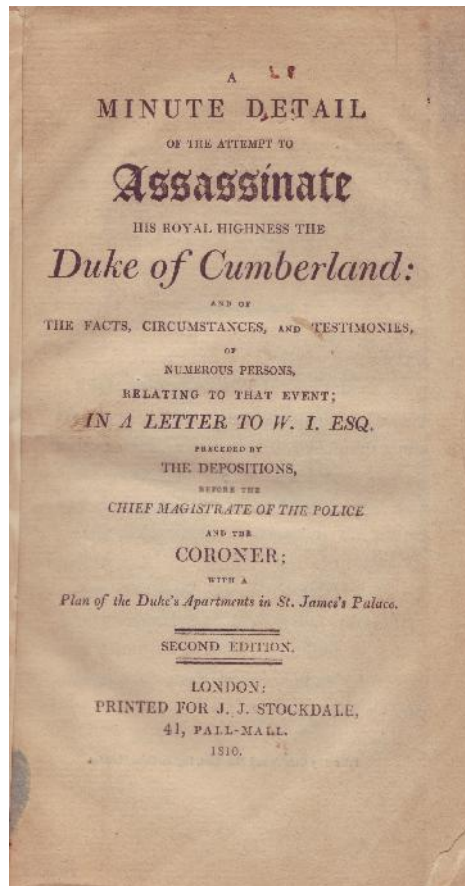 A
MINUTE DETAIL
OF THE ATTEMPT TO
Assassinate
HIS ROYAL HIGHNESS THE
Duke of Cumberland:
AND OF
THE FACTS, CIRCUMSTANCES, AND TESTIMONIES,
OF
NUMEROUS PERSONS,
RELATING TO THAT EVENT;
IN A LETTER TO W. I. ESQ.
PRECEDED BY
THE DEPOSITIONS,
BEFORE THE
CHIEF MAGISTRATE OF THE POLICE
AND THE
CORONER;
WITH A
Plan of the Duke's Apartments in St. James's Palace.
SECOND EDITION.
LONDON:
PRINTED FOR J. J. STOCKDALE,
41, PALL-MALL.
1810.